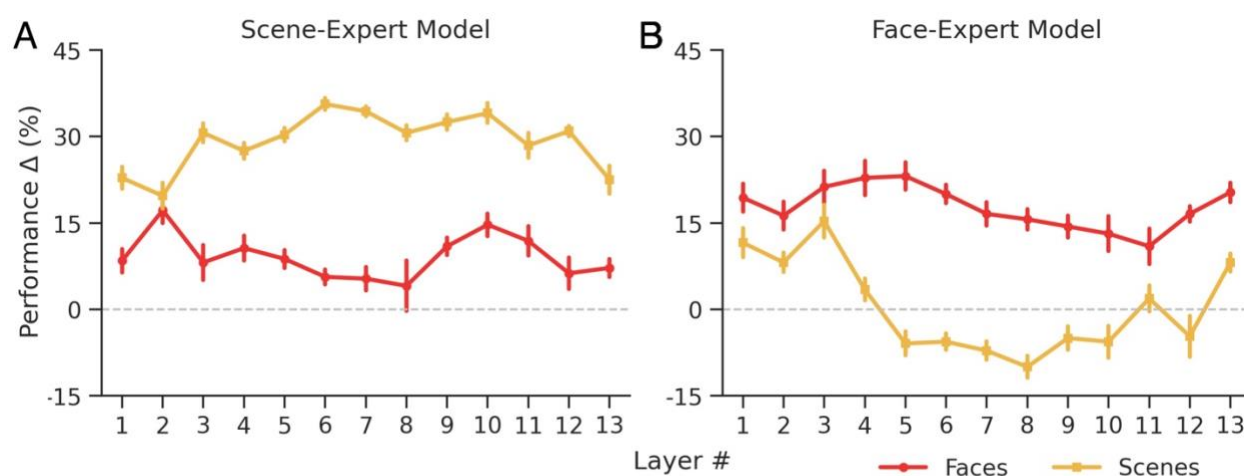 A
Scene-Expert Model
B
Face-Expert Model
Performance Δ (%)
45
30
15
0
-15
1 2 3 4 5 6 7 8 9 10 11 12 13
45
30
15
0
-15
1 2 3 4 5 6 7 8 9 10 11 12 13
Layer #
Faces
Scenes